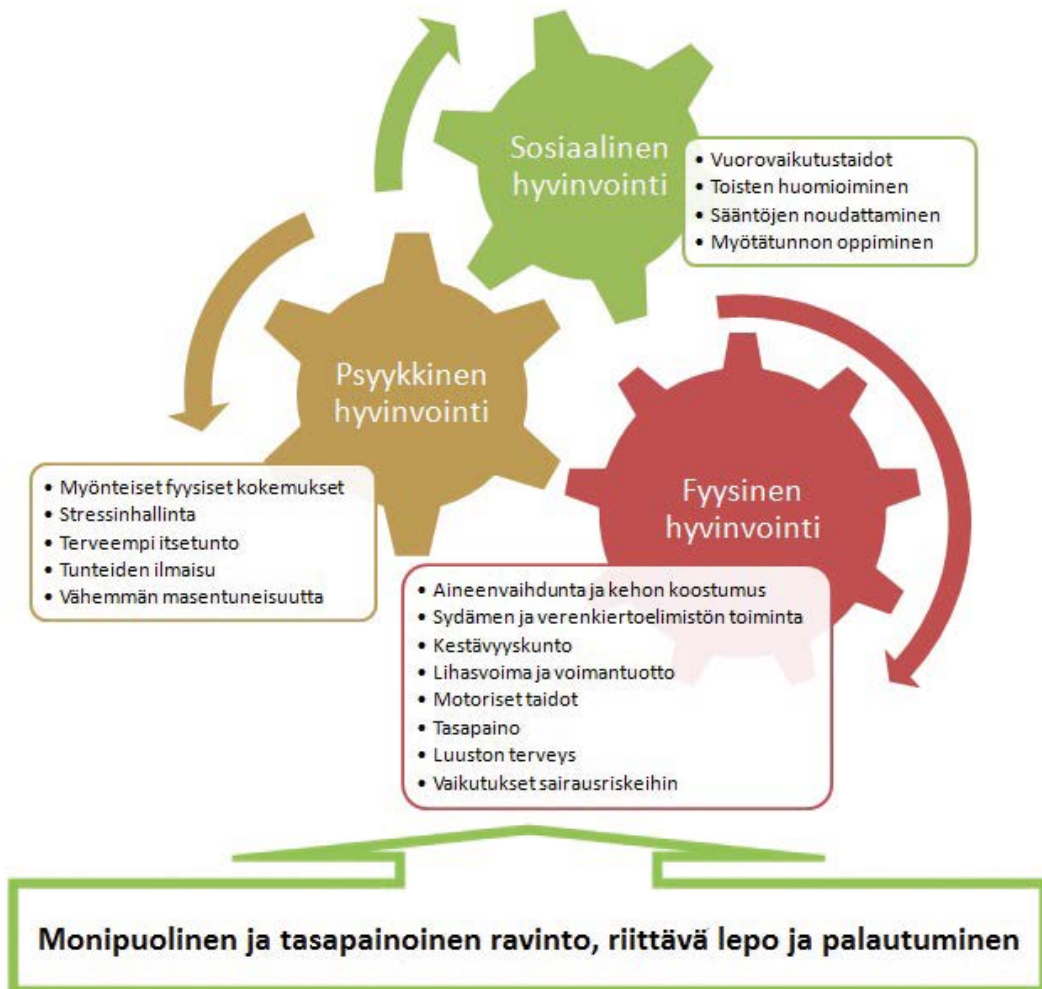 Sosiaalinen
hyvinvointi
• Vuorovaikutustaidot
• Toisten huomioiminen
• Sääntöjen noudattaminen
• Myötätunnon oppiminen
Psyykkinen
hyvinvointi
• Myönteiset fyysiset kokemukset
• Stressinhallinta
• Terveempi itsetunto
• Tunteiden ilmaisu
• Vähemmän masentuneisuutta
Fyysinen
hyvinvointi
• Aineenvaihdunta ja kehon koostumus
• Sydämen ja verenkiertoelimistön toiminta
• Kestävyyskunto
• Lihasvoima ja voimantuotto
• Motoriset taidot
• Tasapaino
• Luuston terveys
• Vaikutukset sairausriskeihin
Monipuolinen ja tasapainoinen ravinto, riittävä lepo ja palautuminen